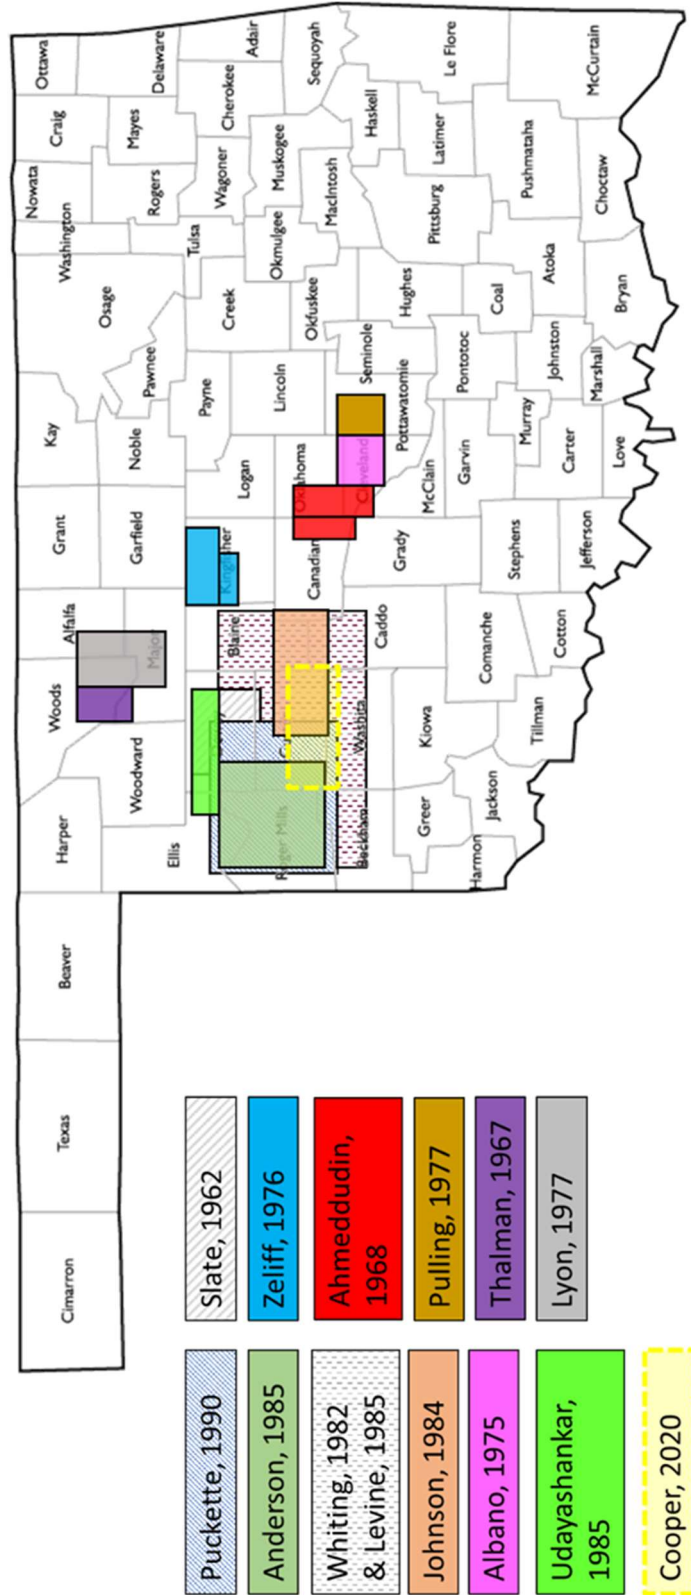 Cimarron
Texas
Beaver
Harper
Woods
Alfalfa
Grant
Kay
Washington
Nowata
Craig
Ottawa
Osage
Woodward
Major
Garfield
Noble
Pawnee
Rogers
Mayes
Delaware
Ellis
Tulsa
Payne
Creek
Wagoner
Cherokee
Adair
Blaine
Kingfisher
Logan
Lincoln
Okmulgee
Muskogee
Sequoyah
Roger Mills
Canadian
Oklahoma
Okfuskee
MacIntosh
Beckham
Washita
Caddo
Cleveland
Seminole
Haskell
Grady
McClain
Pottawatomie
Hughes
Pittsburg
Latimer
Le Flore
Greer
Kiowa
Garvin
Pontotoc
Coal
Harmon
Jackson
Comanche
Stephens
Murray
Johnston
Atoka
Pushmataha
McCurtain
Tillman
Cotton
Jefferson
Carter
Marshall
Bryan
Choctaw
Love
Puckette, 1990
Anderson, 1985
Whiting, 1982
& Levine, 1985
Johnson, 1984
Albano, 1975
Udayashankar,
1985
Cooper, 2020
Slate, 1962
Zeliff, 1976
Ahmeddudin,
1968
Pulling, 1977
Thalman, 1967
Lyon, 1977